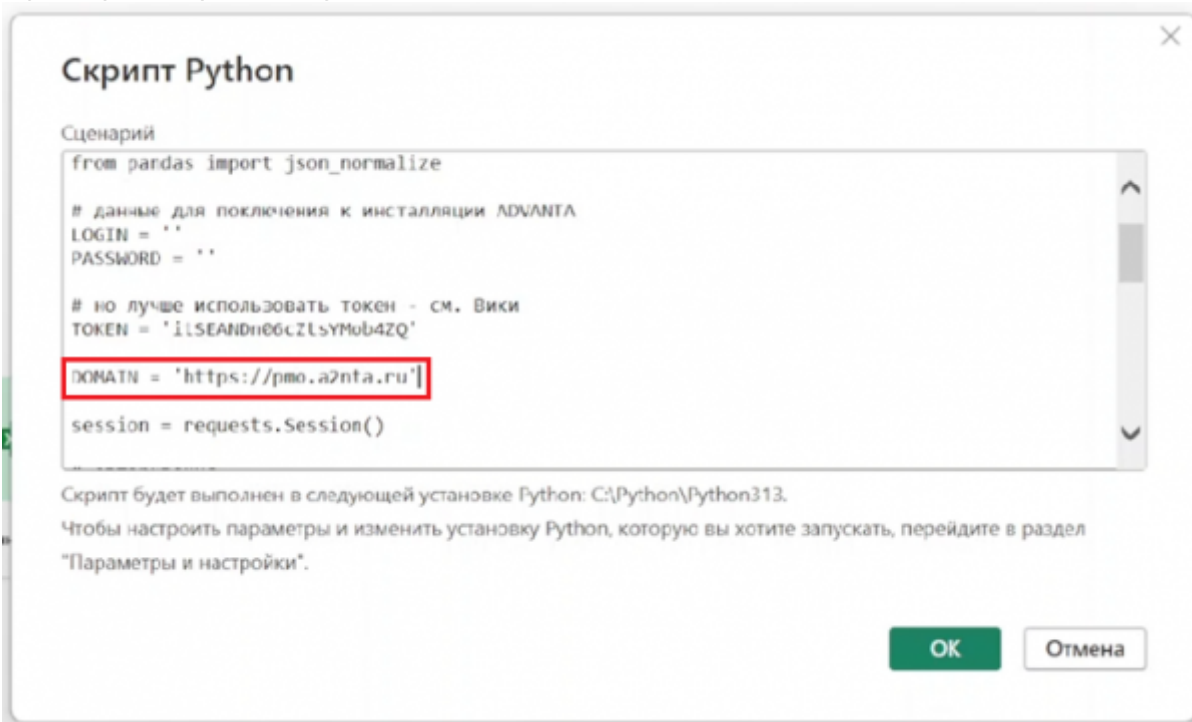 Скрипт Python
Сценарий
from pandas import json_normalize
# данные для поключения к инсталляции ADVANTA
LOGIN = ''
PASSWORD = ''
# но лучше использовать токен - см. Вики
TOKEN =
DOMAIN = 'https://pmo.a2nta.ru'
session = requests.Session()
Скрипт будет выполнен в следующей установке Python: C:\Python\Python313.
Чтобы настроить параметры и изменить установку Python, которую вы хотите запускать, перейдите в раздел
"Параметры и настройки".
ОК
Отмена